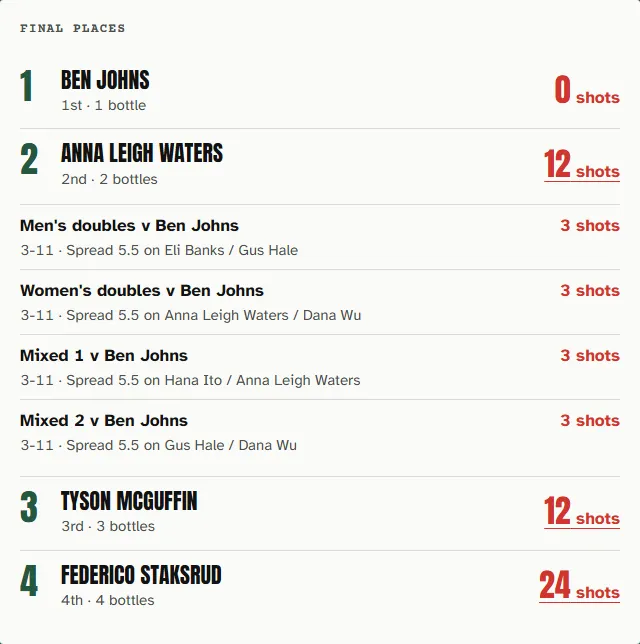 FINAL PLACES
1 BEN JOHNS 0 shots
1st · 1 bottle
2 ANNA LEIGH WATERS 12 shots
2nd · 2 bottles
Men's doubles v Ben Johns 3 shots
3-11 · Spread 5.5 on Eli Banks / Gus Hale
Women's doubles v Ben Johns 3 shots
3-11 · Spread 5.5 on Anna Leigh Waters / Dana Wu
Mixed 1 v Ben Johns 3 shots
3-11 · Spread 5.5 on Hana Ito / Anna Leigh Waters
Mixed 2 v Ben Johns 3 shots
3-11 · Spread 5.5 on Gus Hale / Dana Wu
3 TYSON MCGUFFIN 12 shots
3rd · 3 bottles
4 FEDERICO STAKSRUD 24 shots
4th · 4 bottles